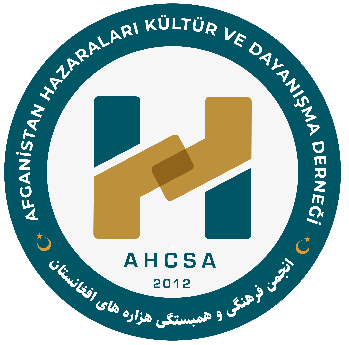 AFGANİSTAN HAZARALARI KÜLTÜR VE DAYANIŞMA DERNEĞİ
AHCSA
2012
انجمن فرهنگی و همبستگی هزاره های افغانستان